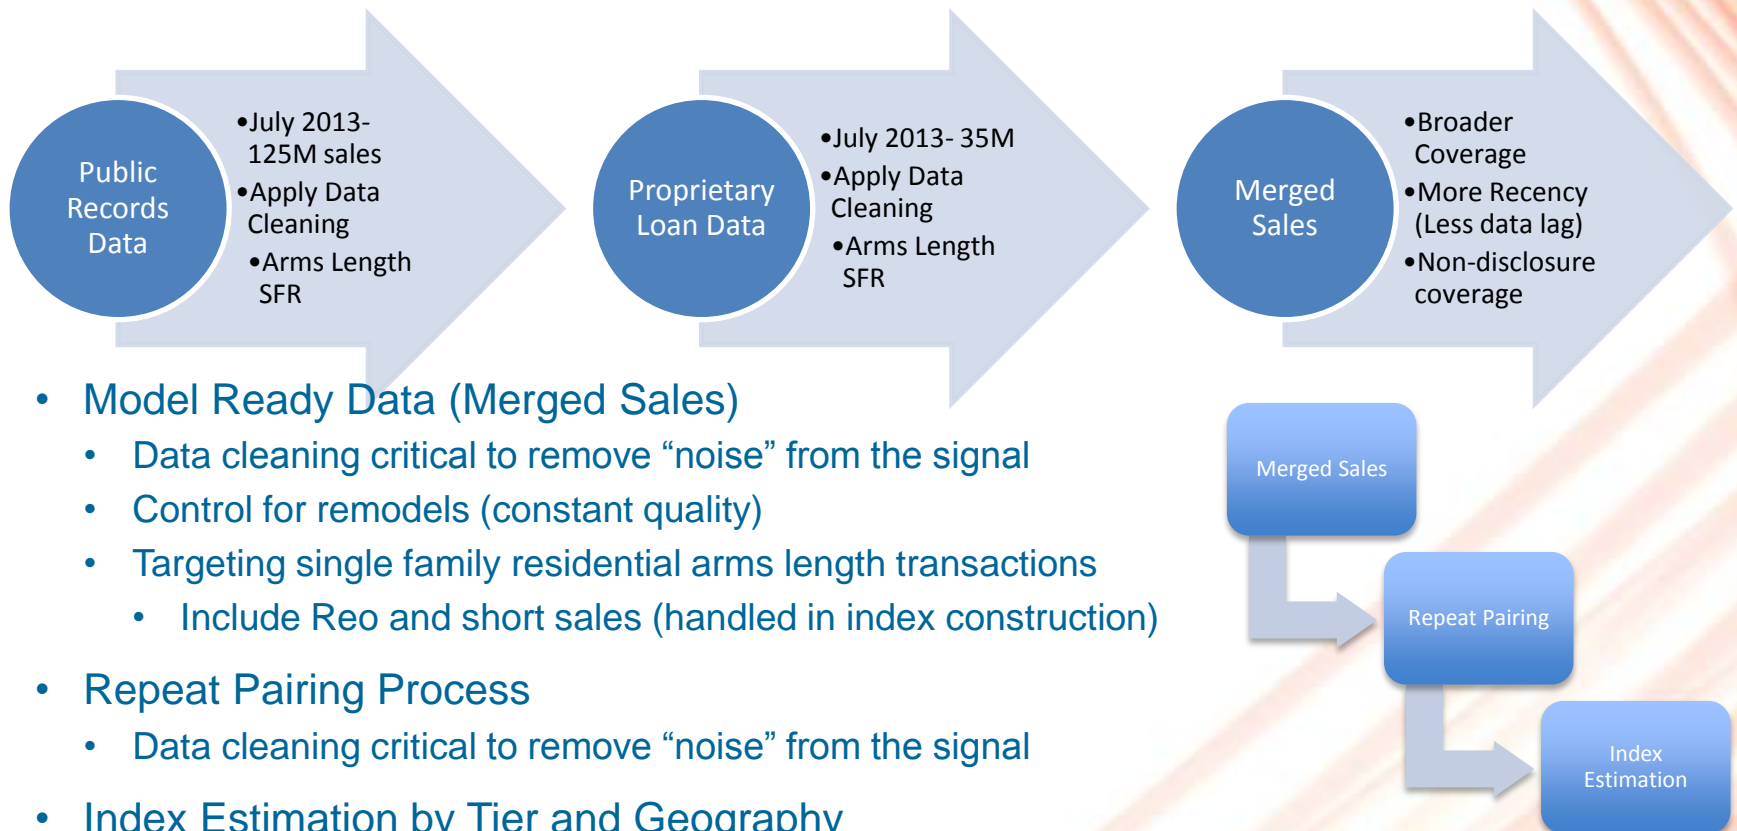 Public
Records
Data
•July 2013-
125M sales
•Apply Data
Cleaning
•Arms Length
SFR
Proprietary
Loan Data
•July 2013- 35M
•Apply Data
Cleaning
•Arms Length
SFR
Merged
Sales
•Broader
Coverage
•More Recency
(Less data lag)
•Non-disclosure
coverage
• Model Ready Data (Merged Sales)
• Data cleaning critical to remove “noise” from the signal
• Control for remodels (constant quality)
• Targeting single family residential arms length transactions
• Include Reo and short sales (handled in index construction)
• Repeat Pairing Process
• Data cleaning critical to remove “noise” from the signal
• Index Estimation by Tier and Geography
Merged Sales
Repeat Pairing
Index
Estimation